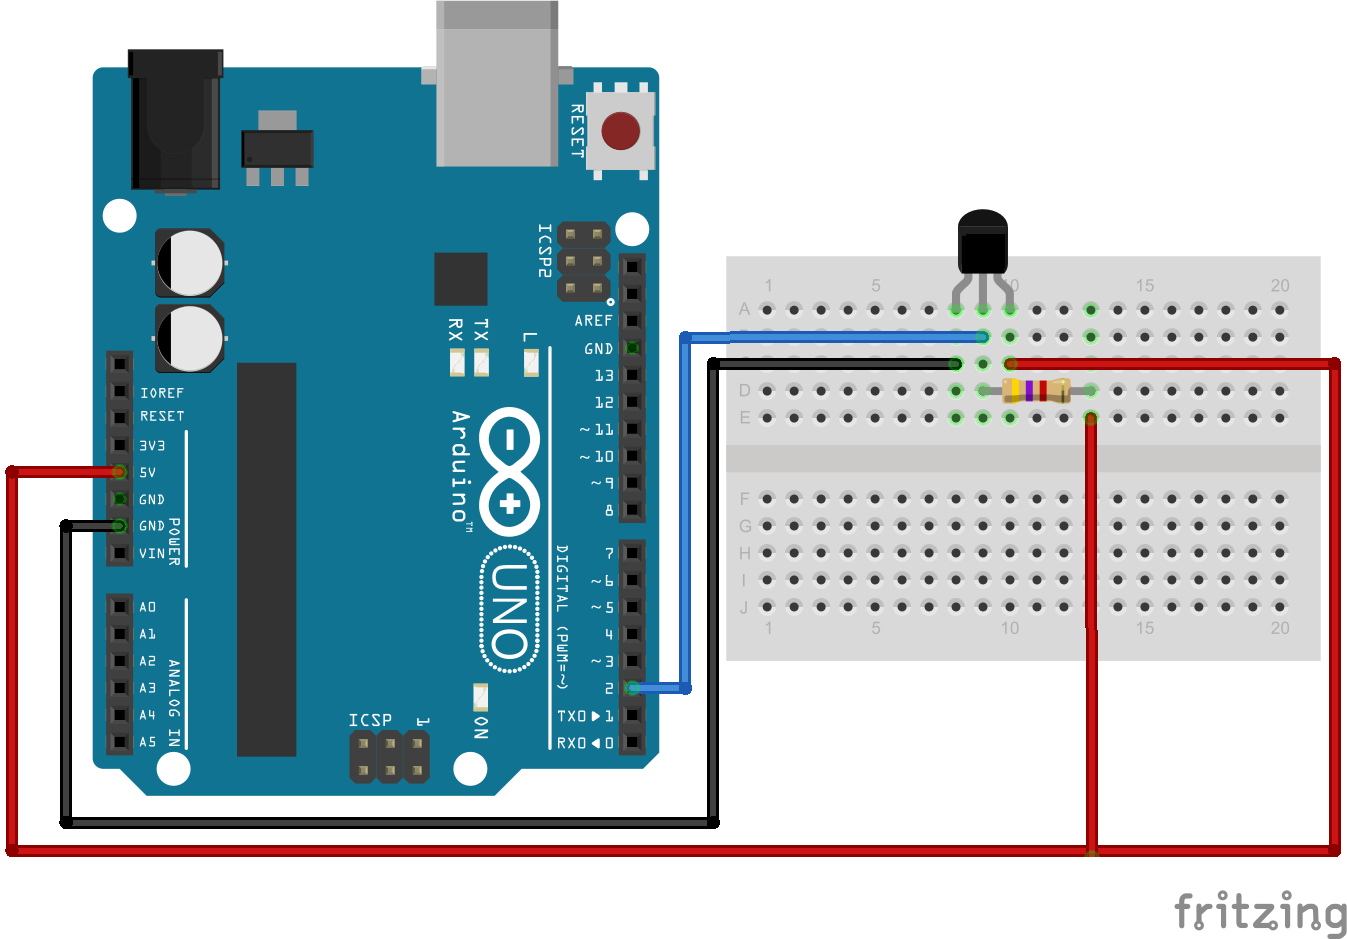 RESET
ICSP2
AREF
GND
13
12
~11
~10
~9
8
7
~6
~5
4
~3
2
TX0▶1
RX0◀0
DIGITAL (PWM=~)
RX
TX
L
Arduino™
UNO
ON
ICSP
1
IOREF
RESET
3V3
5V
GND
GND
VIN
POWER
A0
A1
A2
A3
A4
A5
ANALOG IN
1 5 10 15 20
A
D
E
F
G
H
I
J
1 5 10 15 20
fritzing